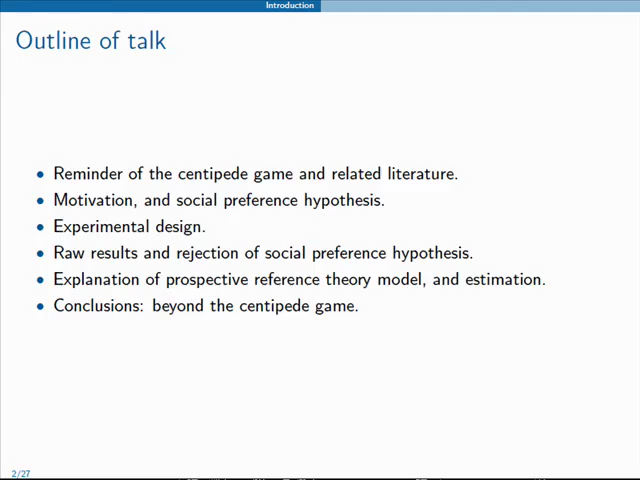 Introduction
Outline of talk
• Reminder of the centipede game and related literature.
• Motivation, and social preference hypothesis.
• Experimental design.
• Raw results and rejection of social preference hypothesis.
• Explanation of prospective reference theory model, and estimation.
• Conclusions: beyond the centipede game.
2/27